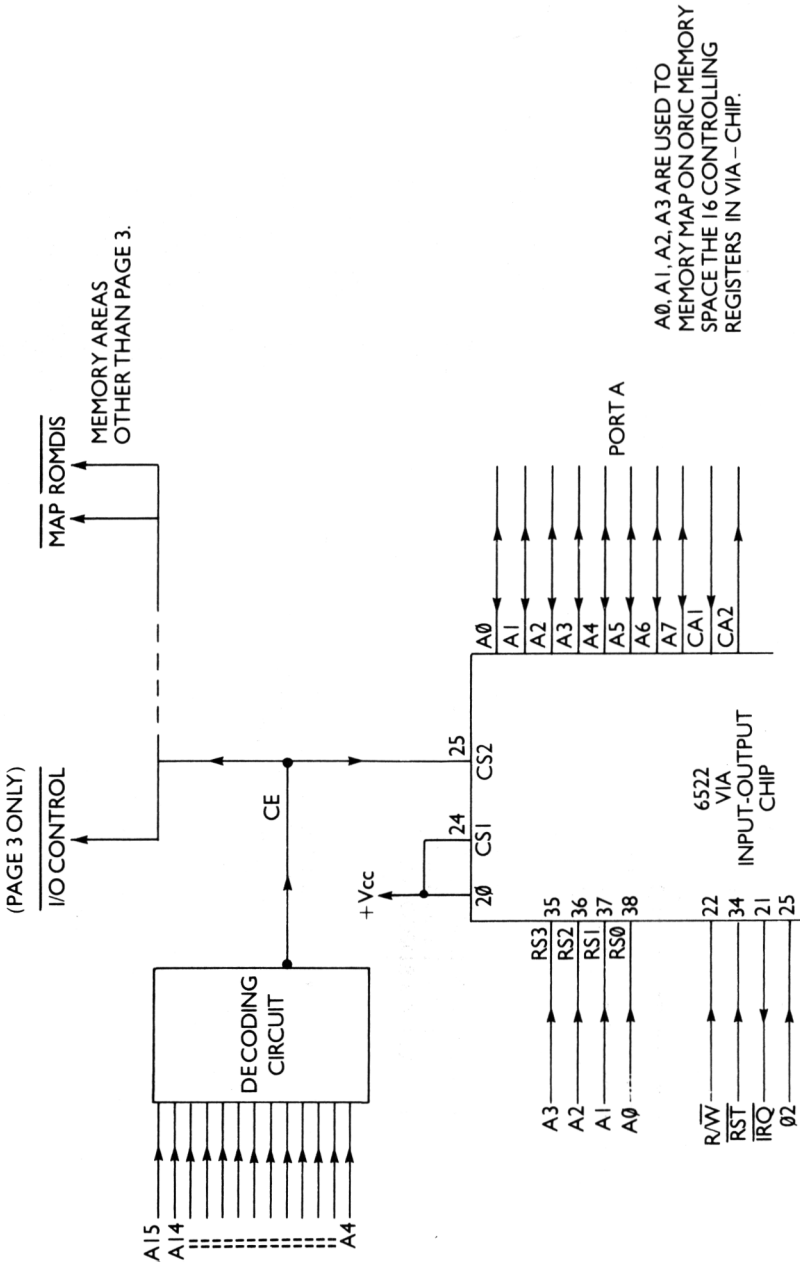 (PAGE 3 ONLY)
I/O CONTROL
MAP ROMDIS
MEMORY AREAS
OTHER THAN PAGE 3.
A15
A14
A4
DECODING
CIRCUIT
CE
+Vcc
20
24
25
CS1
CS2
A3
A2
A1
A0
RS3 35
RS2 36
RS1 37
RS0 38
R/W
RST
IRQ
02
22
34
21
25
6522
VIA
INPUT-OUTPUT
CHIP
A0
A1
A2
A3
A4
A5
A6
A7
CA1
CA2
PORT A
A0, A1, A2, A3 ARE USED TO
MEMORY MAP ON ORIC MEMORY
SPACE THE 16 CONTROLLING
REGISTERS IN VIA – CHIP.